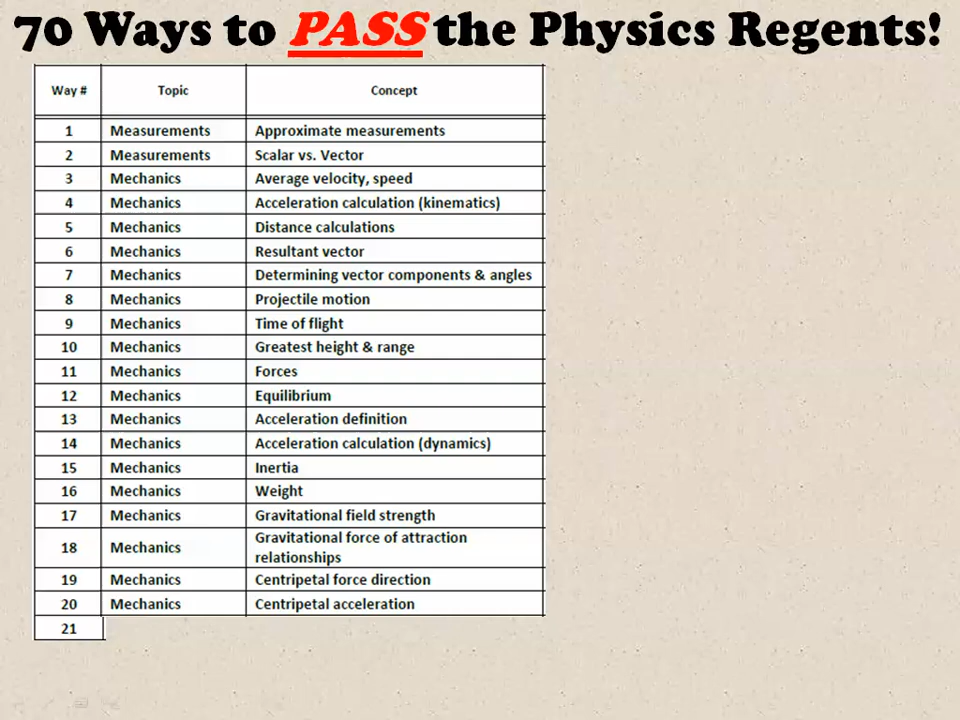 70 Ways to PASS the Physics Regents!
Way # Topic Concept
1 Measurements Approximate measurements
2 Measurements Scalar vs. Vector
3 Mechanics Average velocity, speed
4 Mechanics Acceleration calculation (kinematics)
5 Mechanics Distance calculations
6 Mechanics Resultant vector
7 Mechanics Determining vector components & angles
8 Mechanics Projectile motion
9 Mechanics Time of flight
10 Mechanics Greatest height & range
11 Mechanics Forces
12 Mechanics Equilibrium
13 Mechanics Acceleration definition
14 Mechanics Acceleration calculation (dynamics)
15 Mechanics Inertia
16 Mechanics Weight
17 Mechanics Gravitational field strength
18 Mechanics Gravitational force of attraction
relationships
19 Mechanics Centripetal force direction
20 Mechanics Centripetal acceleration
21